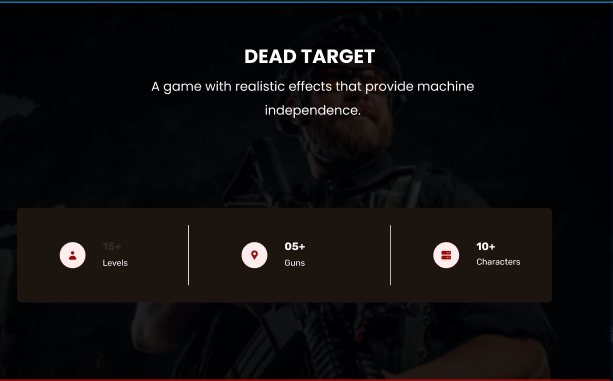 DEAD TARGET
A game with realistic effects that provide machine
independence.
15+
Levels
05+
Guns
10+
Characters